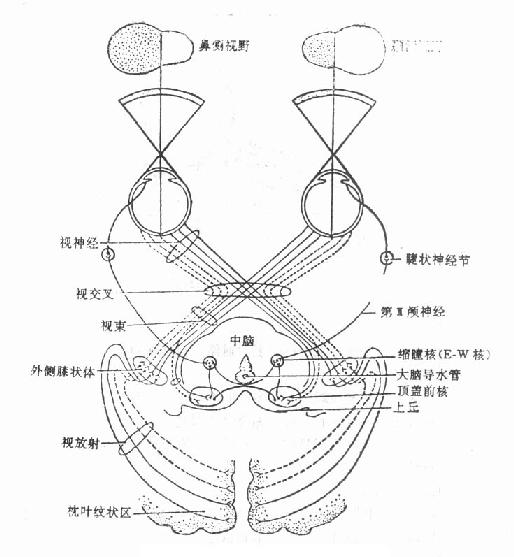 鼻侧视野
视神经
睫状神经节
视交叉
第Ⅲ颅神经
视束
中脑
缩瞳核(E-W核)
外侧膝状体
大脑导水管
顶盖前核
上丘
视放射
枕叶纹状区